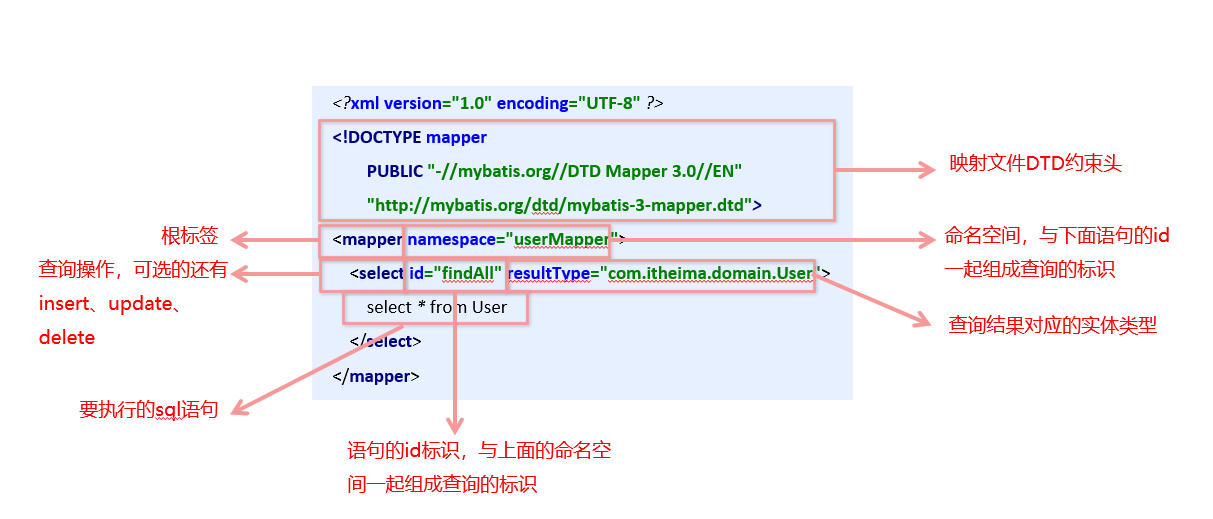 <?xml version="1.0" encoding="UTF-8" ?>
<!DOCTYPE mapper
PUBLIC "-//mybatis.org//DTD Mapper 3.0//EN"
"http://mybatis.org/dtd/mybatis-3-mapper.dtd">
<mapper namespace="userMapper">
<select id="findAll" resultType="com.itheima.domain.User">
select * from User
</select>
</mapper>
映射文件DTD约束头
根标签
命名空间，与下面语句的id
一起组成查询的标识
查询操作，可选的还有
insert、update、
delete
查询结果对应的实体类型
要执行的sql语句
语句的id标识，与上面的命名空
间一起组成查询的标识